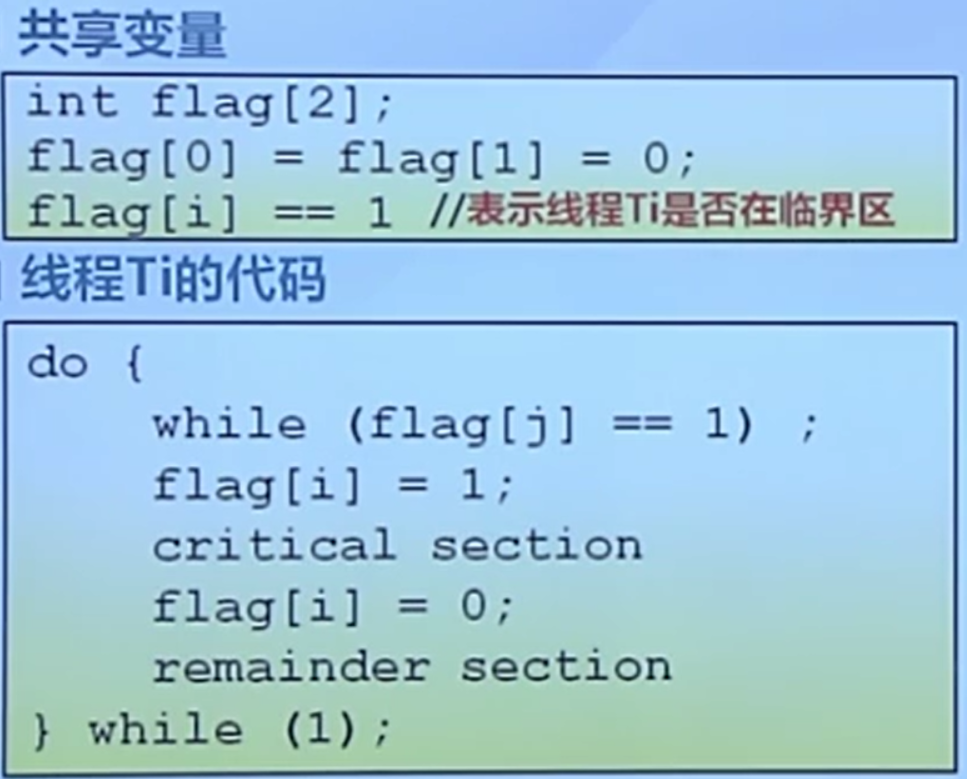 共享变量
int flag[2];
flag[0] = flag[1] = 0;
flag[i] == 1 //表示线程Ti是否在临界区
线程Ti的代码
do {
while (flag[j] == 1) ;
flag[i] = 1;
critical section
flag[i] = 0;
remainder section
} while (1);